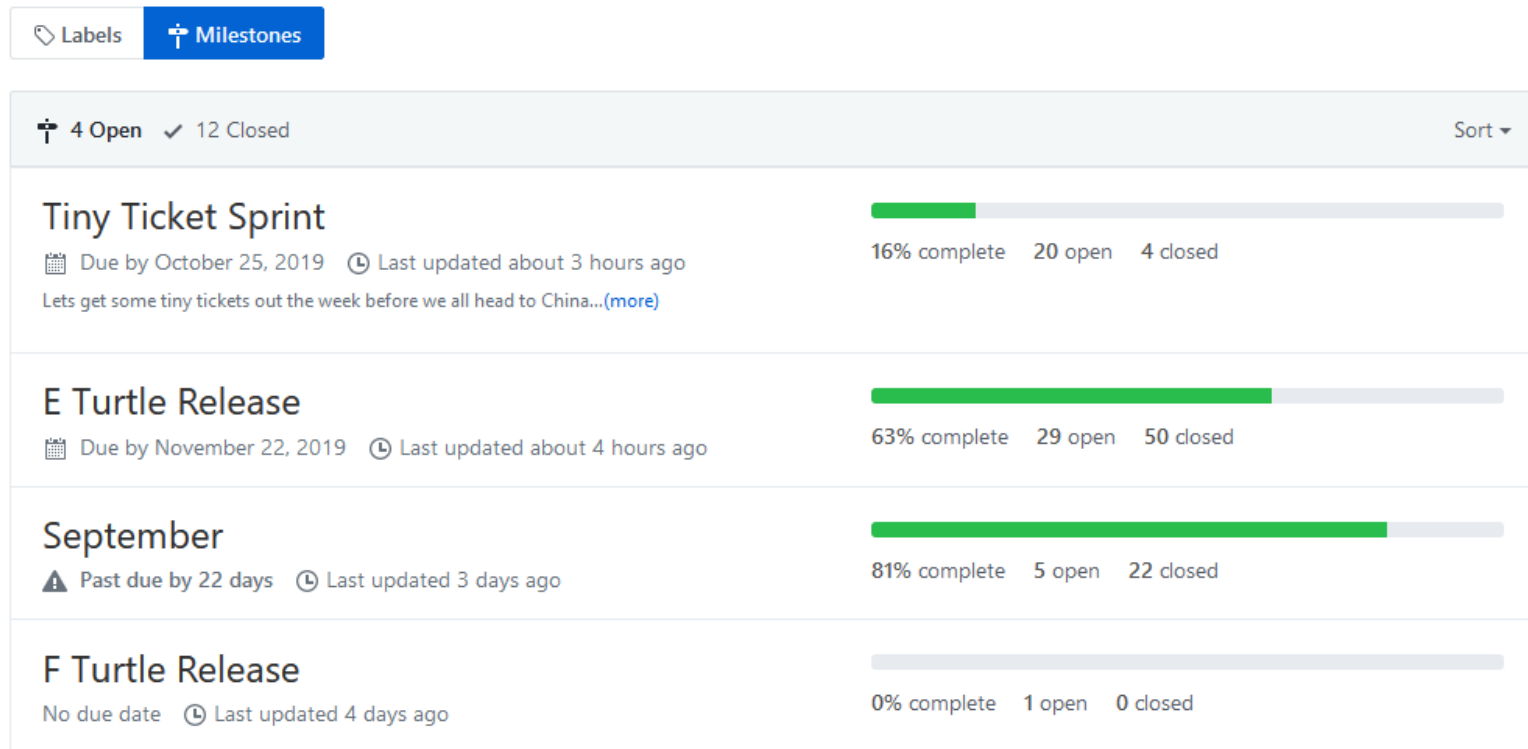 Labels Milestones
4 Open 12 Closed Sort
Tiny Ticket Sprint
Due by October 25, 2019 Last updated about 3 hours ago
Lets get some tiny tickets out the week before we all head to China...(more)
16% complete 20 open 4 closed
E Turtle Release
Due by November 22, 2019 Last updated about 4 hours ago
63% complete 29 open 50 closed
September
Past due by 22 days Last updated 3 days ago
81% complete 5 open 22 closed
F Turtle Release
No due date Last updated 4 days ago
0% complete 1 open 0 closed